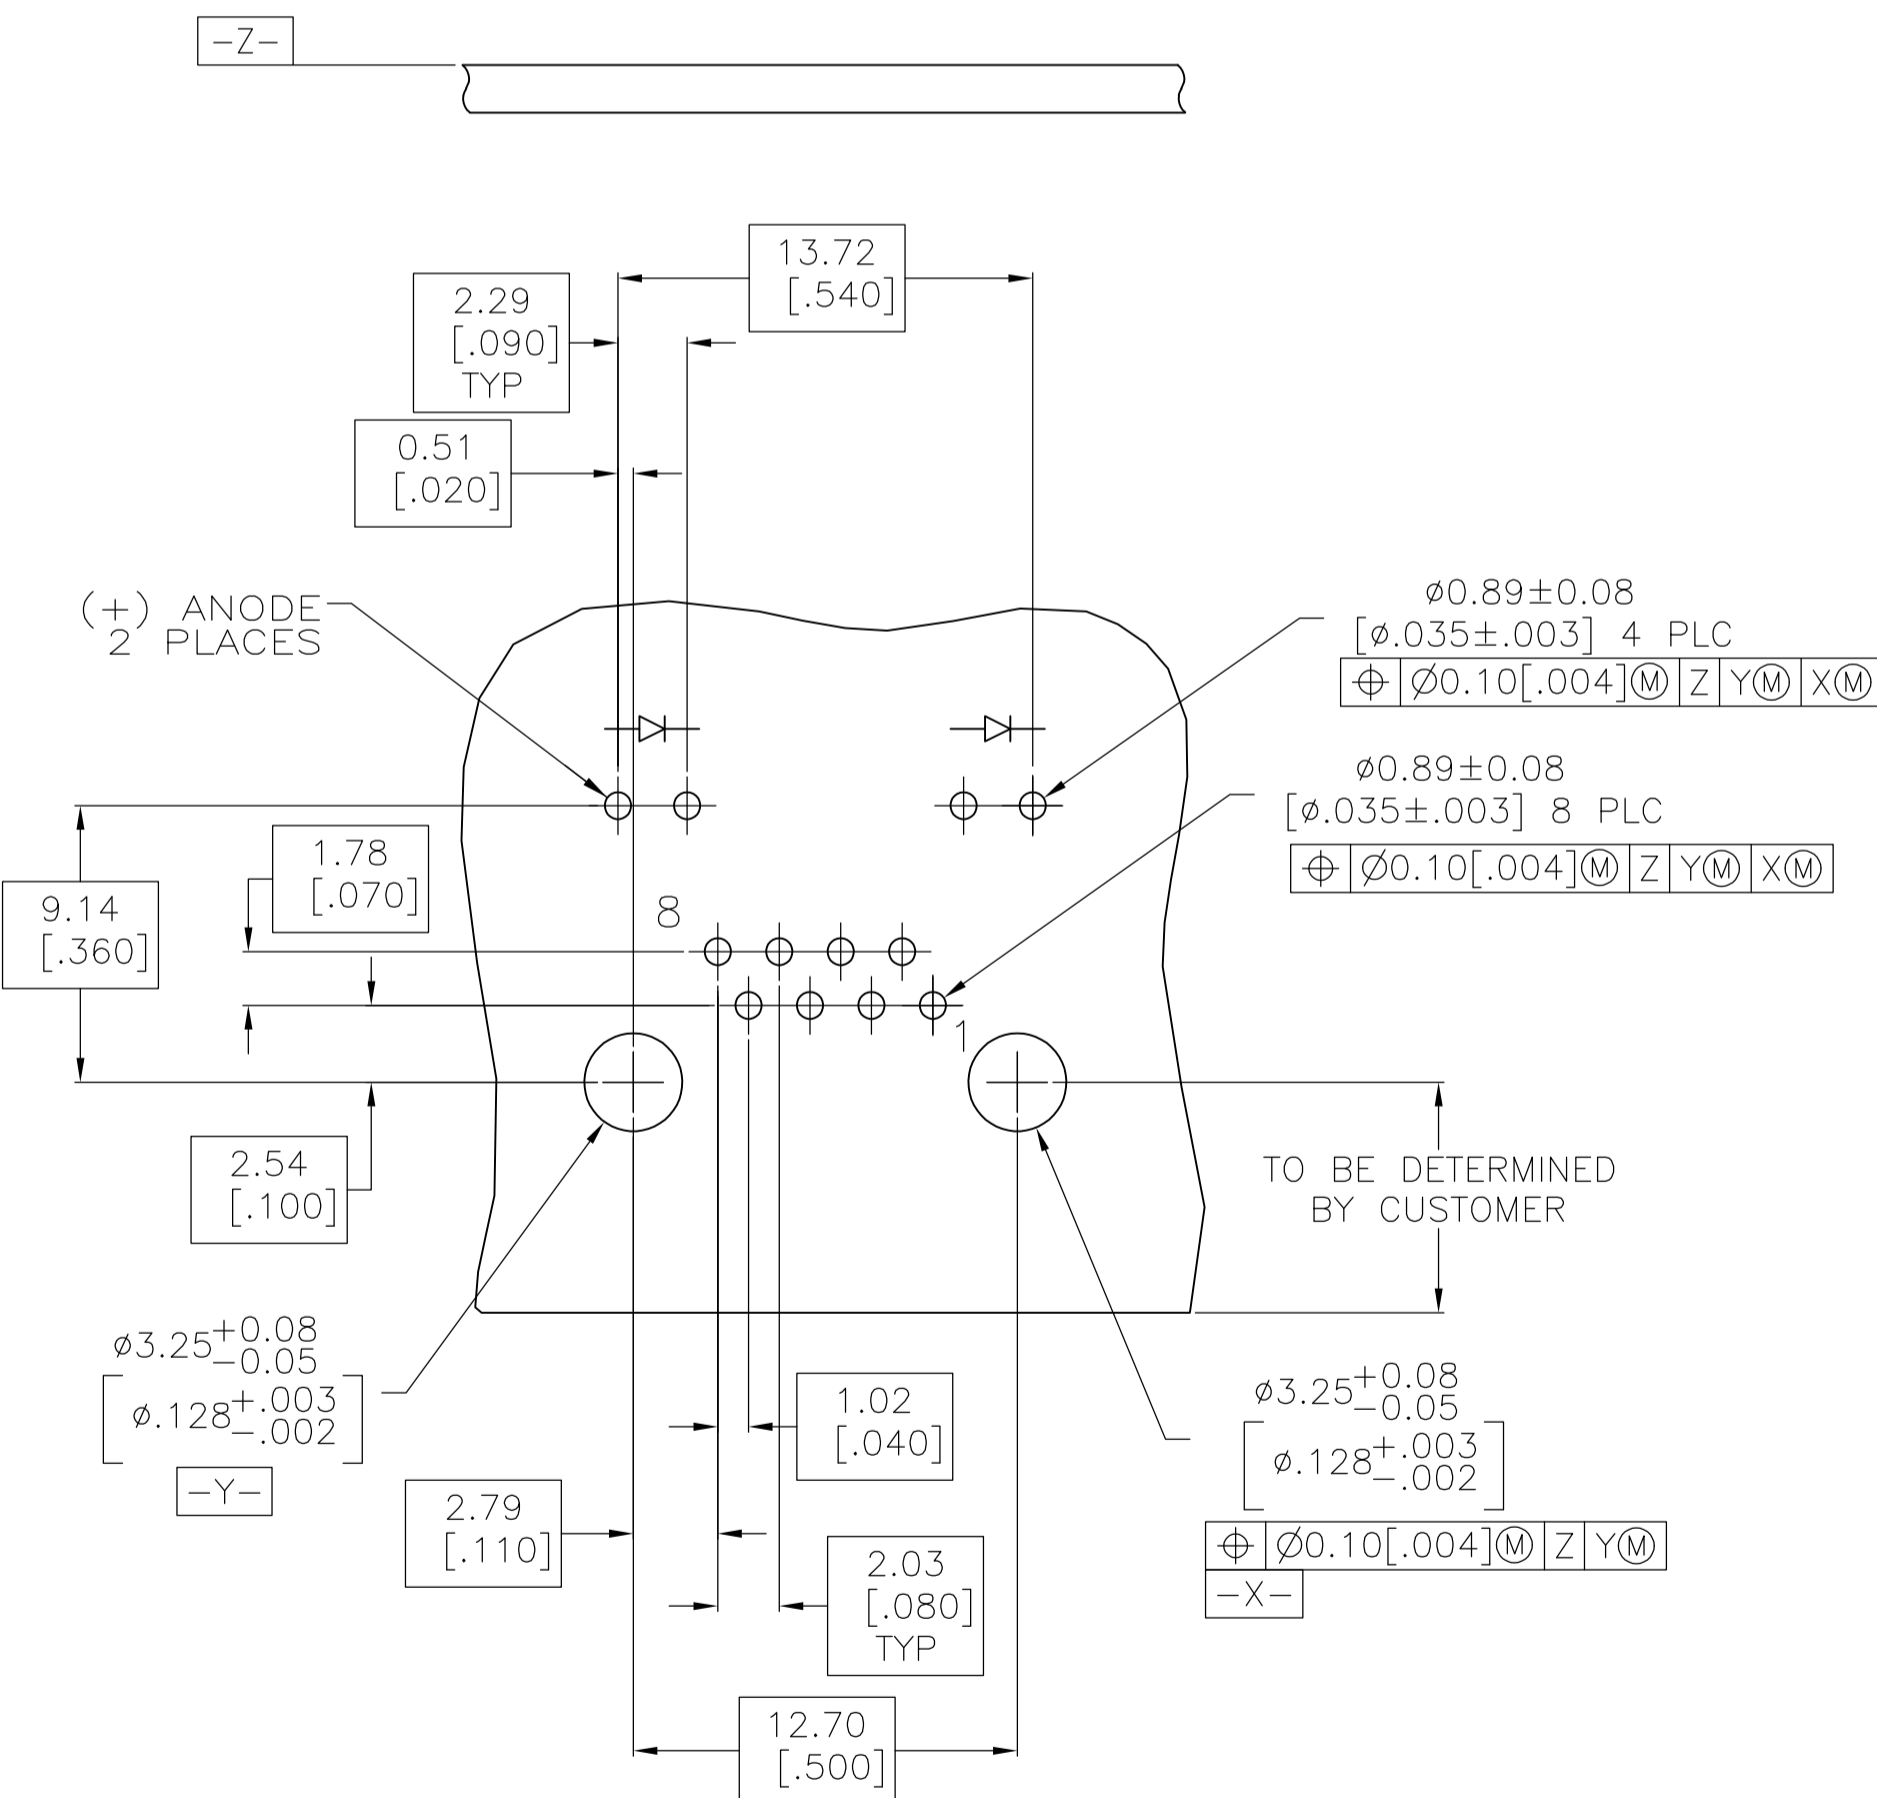 -Z-
13.72
[.540]
2.29
[.090]
TYP
0.51
[.020]
(+) ANODE
2 PLACES
ø0.89±0.08
[ø.035±.003] 4 PLC
⌖ Ø0.10[.004]Ⓜ Z YⓂ XⓂ
ø0.89±0.08
[ø.035±.003] 8 PLC
⌖ Ø0.10[.004]Ⓜ Z YⓂ XⓂ
1.78
[.070]
9.14
[.360]
8
1
2.54
[.100]
TO BE DETERMINED
BY CUSTOMER
ø3.25+0.08
-0.05
[ø.128+.003
-.002]
-Y-
1.02
[.040]
ø3.25+0.08
-0.05
[ø.128+.003
-.002]
⌖ Ø0.10[.004]Ⓜ Z YⓂ
-X-
2.79
[.110]
2.03
[.080]
TYP
12.70
[.500]